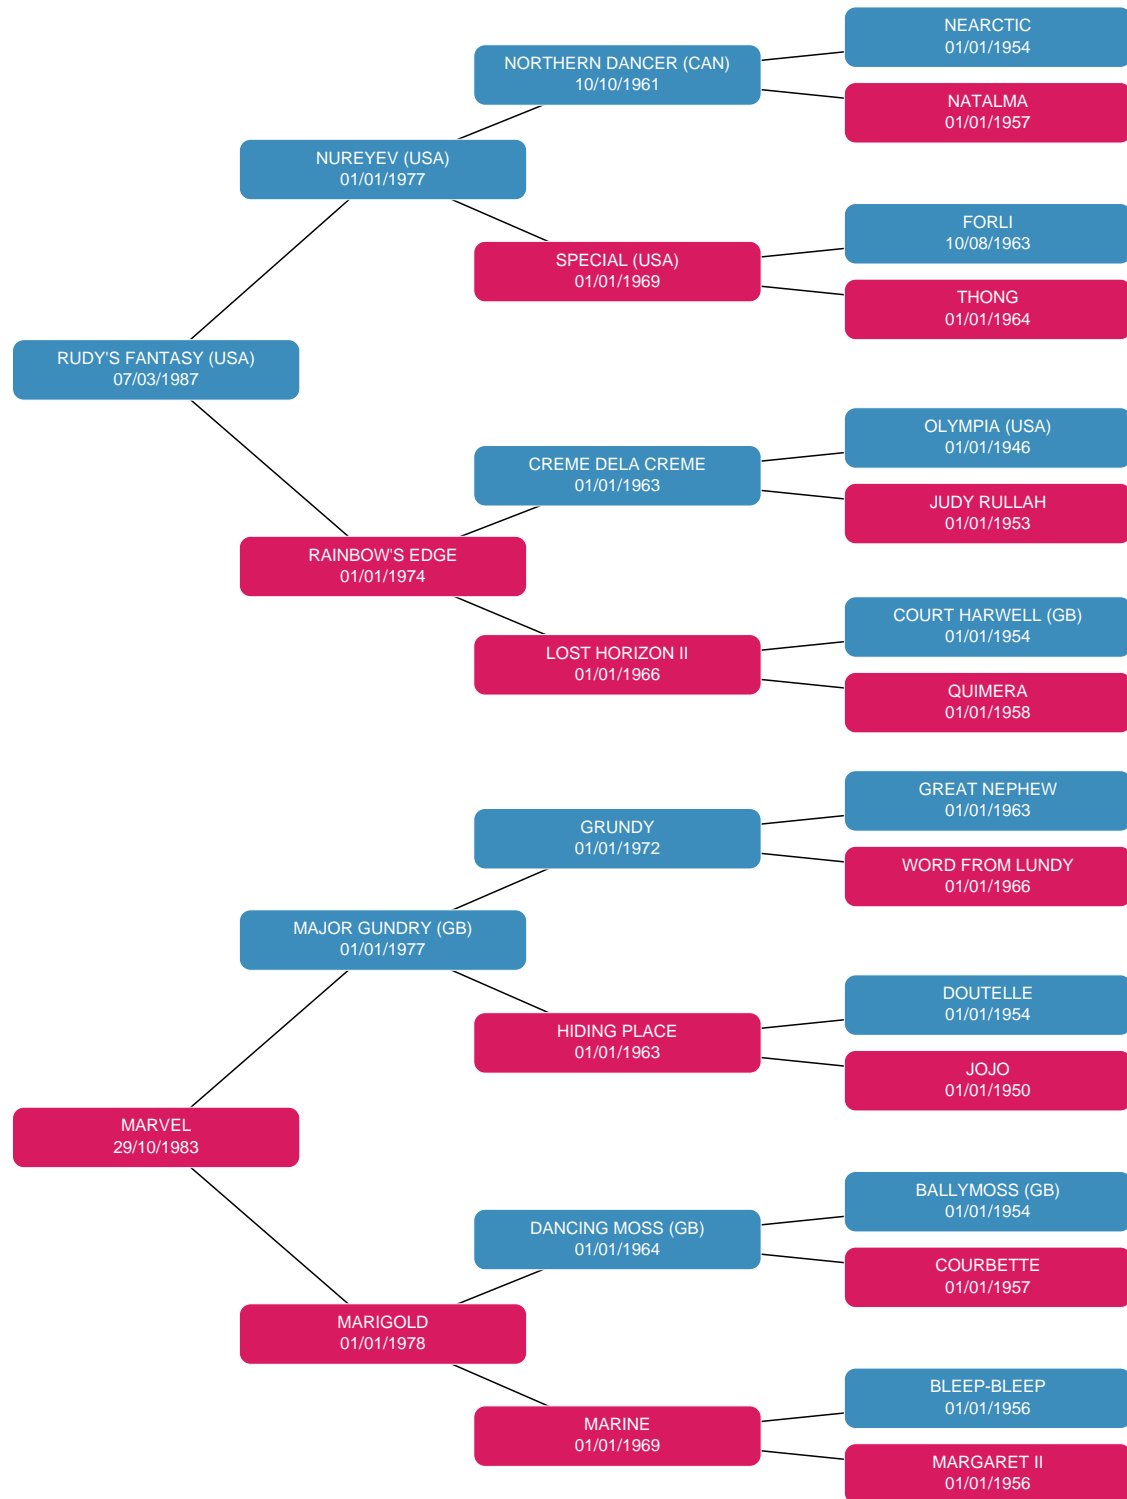 NEARCTIC
01/01/1954
NORTHERN DANCER (CAN)
10/10/1961
NATALMA
01/01/1957
NUREYEV (USA)
01/01/1977
FORLI
10/08/1963
SPECIAL (USA)
01/01/1969
THONG
01/01/1964
RUDY'S FANTASY (USA)
07/03/1987
OLYMPIA (USA)
01/01/1946
CREME DELA CREME
01/01/1963
JUDY RULLAH
01/01/1953
RAINBOW'S EDGE
01/01/1974
COURT HARWELL (GB)
01/01/1954
LOST HORIZON II
01/01/1966
QUIMERA
01/01/1958
GREAT NEPHEW
01/01/1963
GRUNDY
01/01/1972
WORD FROM LUNDY
01/01/1966
MAJOR GUNDRY (GB)
01/01/1977
DOUTELLE
01/01/1954
HIDING PLACE
01/01/1963
JOJO
01/01/1950
MARVEL
29/10/1983
BALLYMOSS (GB)
01/01/1954
DANCING MOSS (GB)
01/01/1964
COURBETTE
01/01/1957
MARIGOLD
01/01/1978
BLEEP-BLEEP
01/01/1956
MARINE
01/01/1969
MARGARET II
01/01/1956